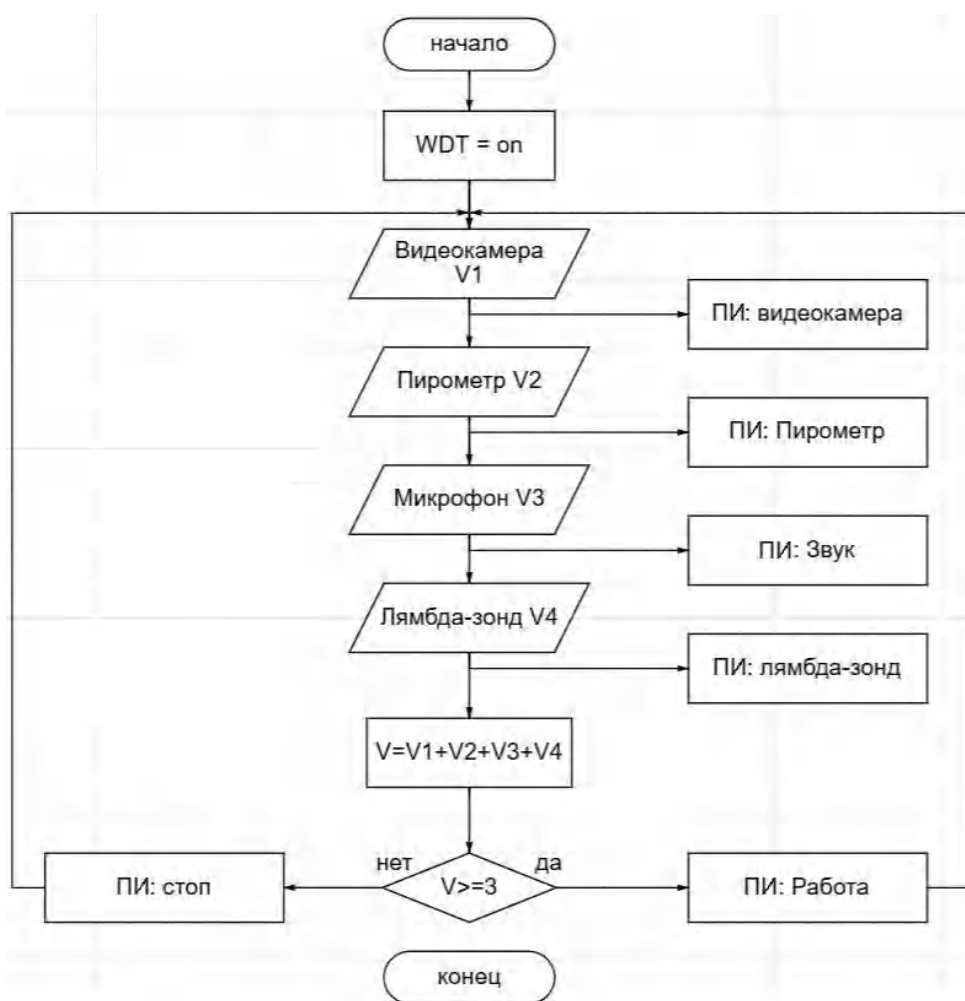 начало
WDT = on
Видеокамера
V1
ПИ: видеокамера
Пирометр V2
ПИ: Пирометр
Микрофон V3
ПИ: Звук
Лямбда-зонд V4
ПИ: лямбда-зонд
V=V1+V2+V3+V4
нет
да
ПИ: стоп
V>=3
ПИ: Работа
конец